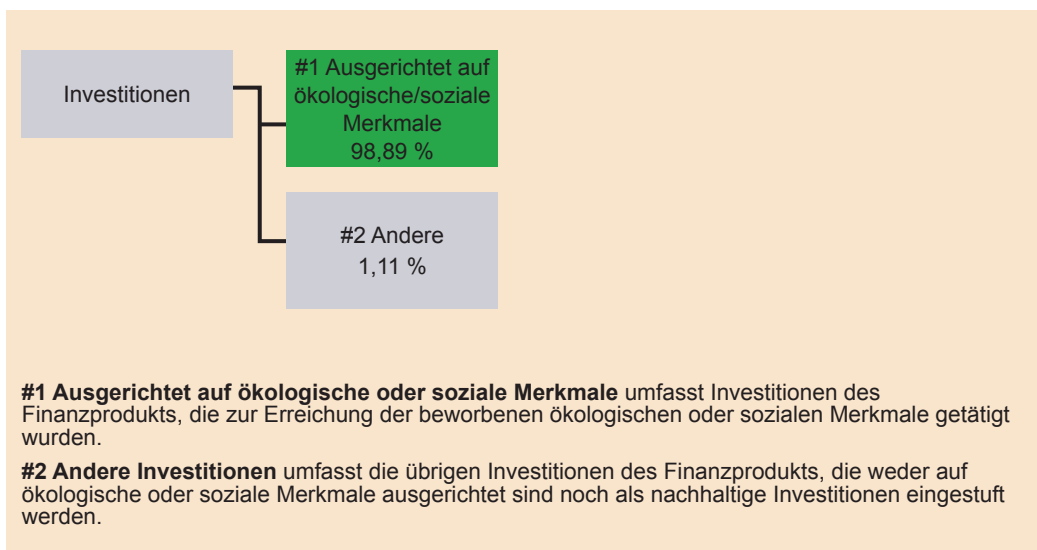 Investitionen
#1 Ausgerichtet auf
ökologische/soziale
Merkmale
98,89 %
#2 Andere
1,11 %
#1 Ausgerichtet auf ökologische oder soziale Merkmale umfasst Investitionen des
Finanzprodukts, die zur Erreichung der beworbenen ökologischen oder sozialen Merkmale getätigt
wurden.
#2 Andere Investitionen umfasst die übrigen Investitionen des Finanzprodukts, die weder auf
ökologische oder soziale Merkmale ausgerichtet sind noch als nachhaltige Investitionen eingestuft
werden.